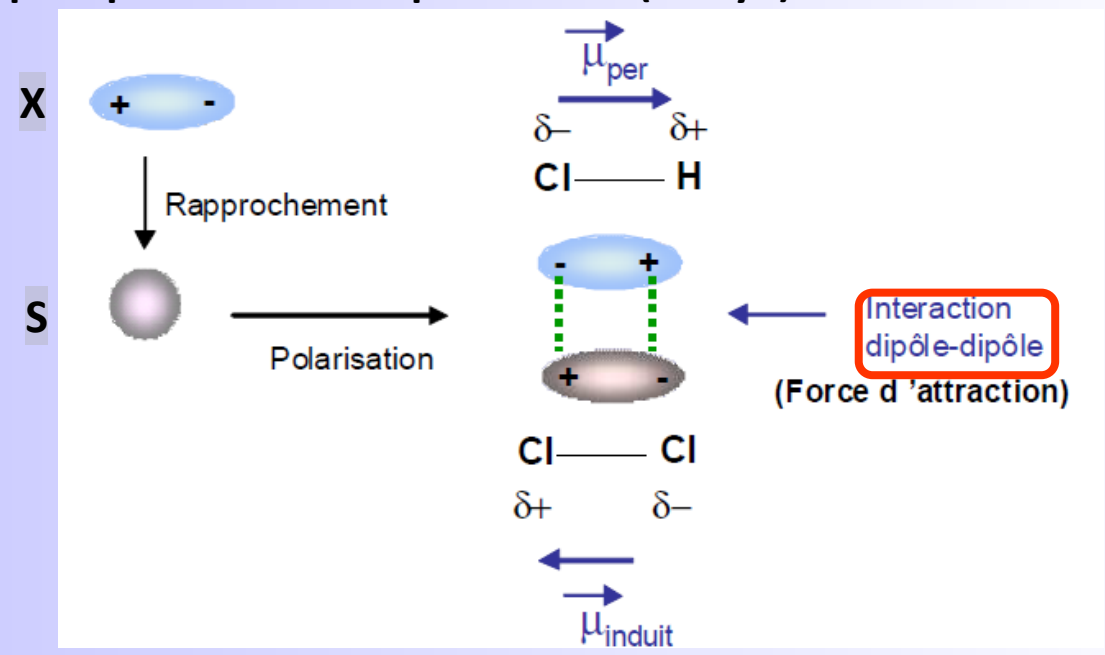 μper
X
+ -
δ– δ+
Cl H
Rapprochement
- +
S
Interaction
dipôle-dipôle
Polarisation
+ -
(Force d ’attraction)
Cl Cl
δ+ δ–
μinduit